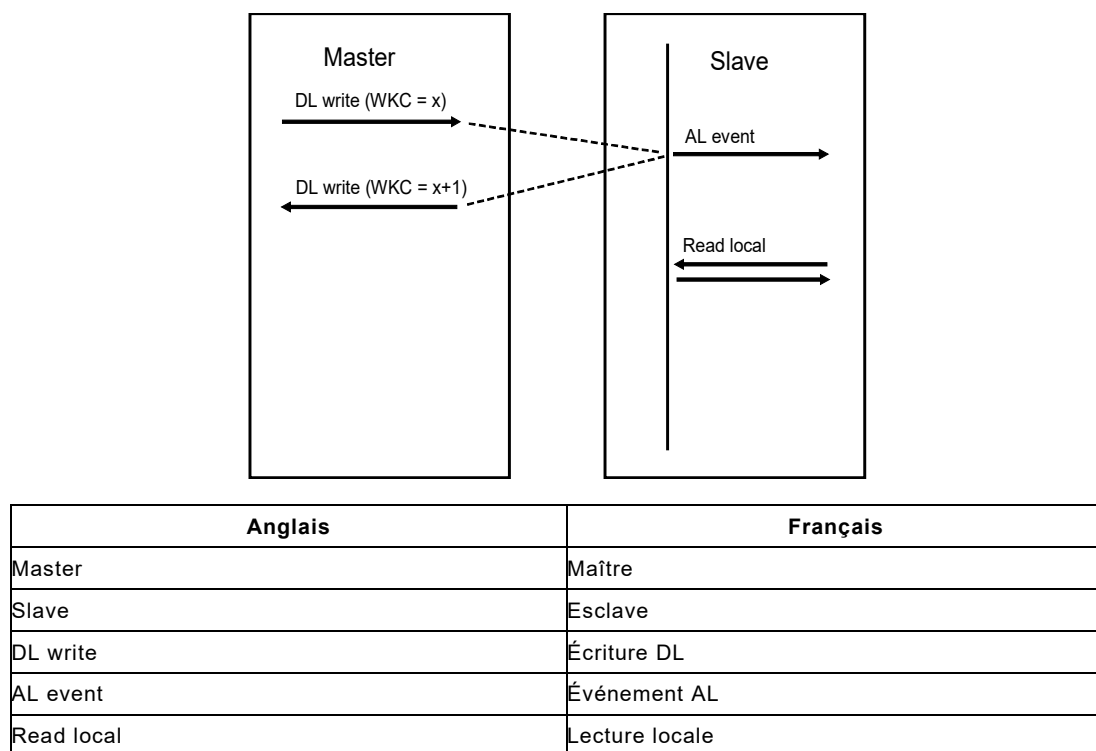 Master
Slave
DL write (WKC = x)
AL event
DL write (WKC = x+1)
Read local
Anglais Français
Master Maître
Slave Esclave
DL write Écriture DL
AL event Événement AL
Read local Lecture locale